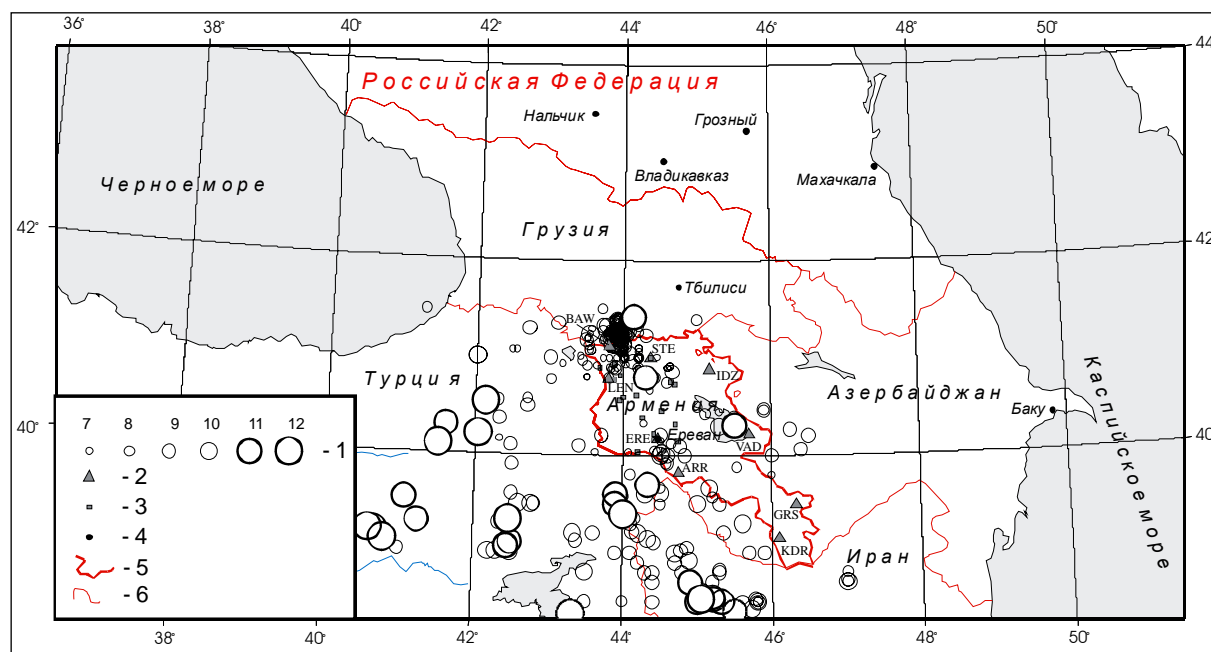 36° 38° 40° 42° 44° 46° 48° 50° 44
Российская Федерация
Нальчик
Грозный
Владикавказ
Махачкала
Черное море
42°
Грузия
42
Тбилиси
BAW
STE
IDZ
Турция
LEN
Армения
Азербайджан
Каспийское море
Баку
40°
ERE
Ереван
VAD
40
ARR
GRS
KDR
Иран
7 8 9 10 11 12
- 1
- 2
- 3
- 4
- 5
- 6
38° 40° 42° 44° 46° 48° 50°